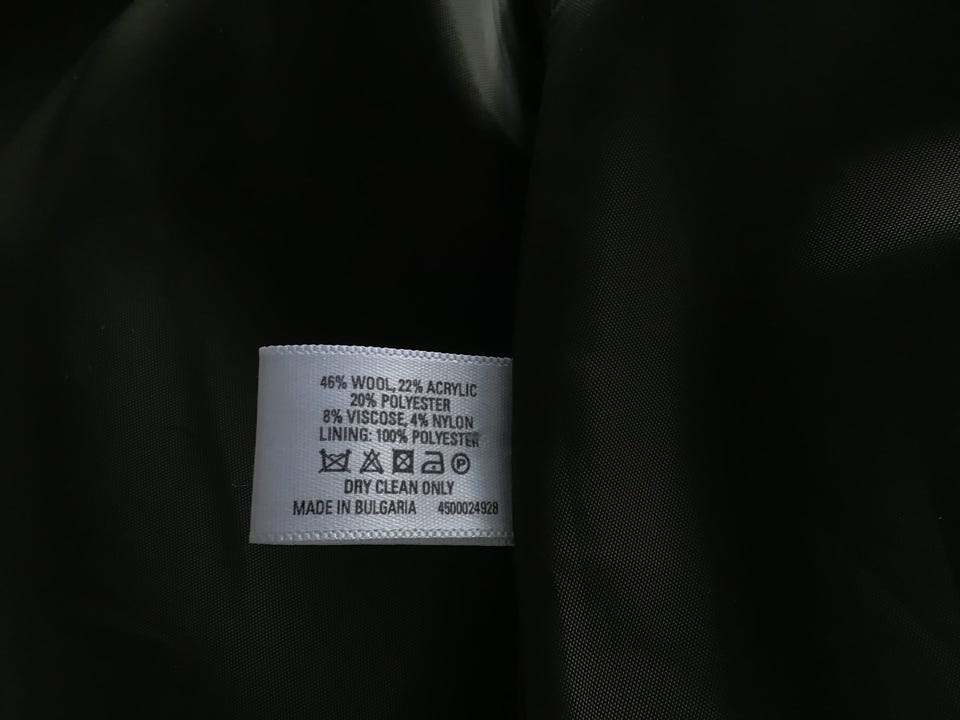 46% WOOL, 22% ACRYLIC
20% POLYESTER
8% VISCOSE, 4% NYLON
LINING: 100% POLYESTER
P
DRY CLEAN ONLY
MADE IN BULGARIA 4500024928